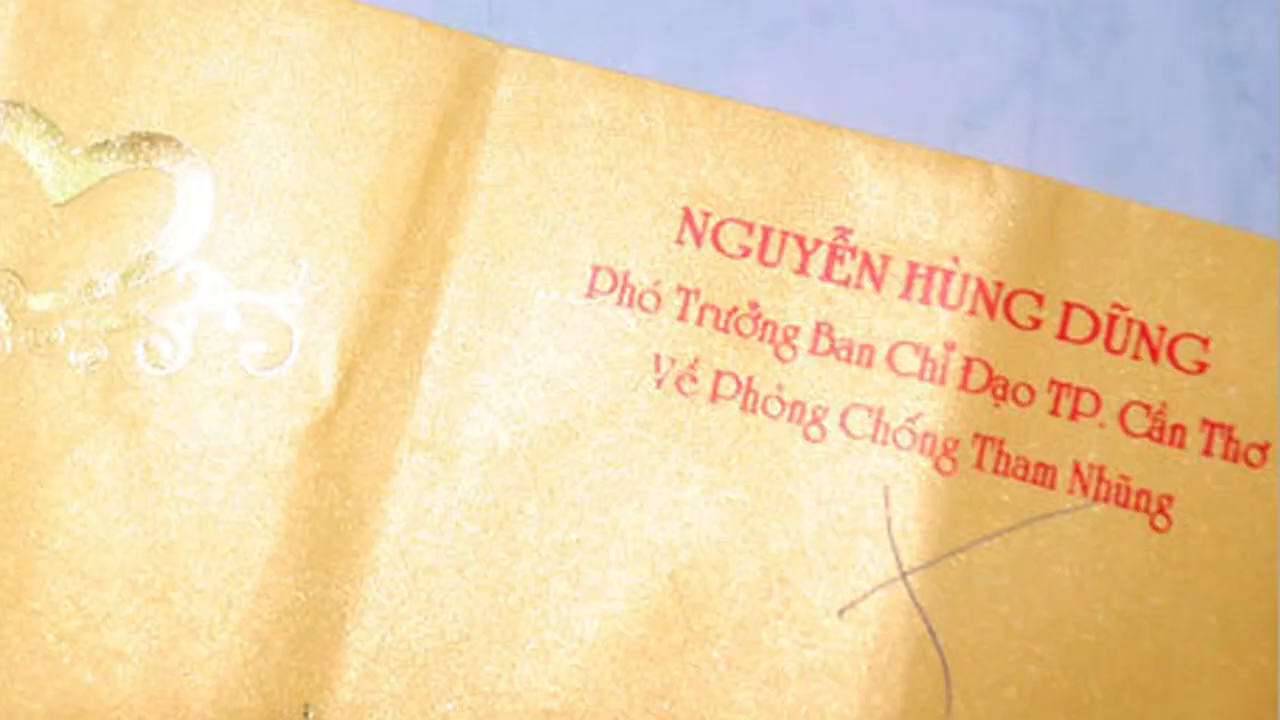 NGUYỄN HÙNG DŨNG
Phó Trưởng Ban Chỉ Đạo TP. Cần Thơ
Về Phòng Chống Tham Nhũng